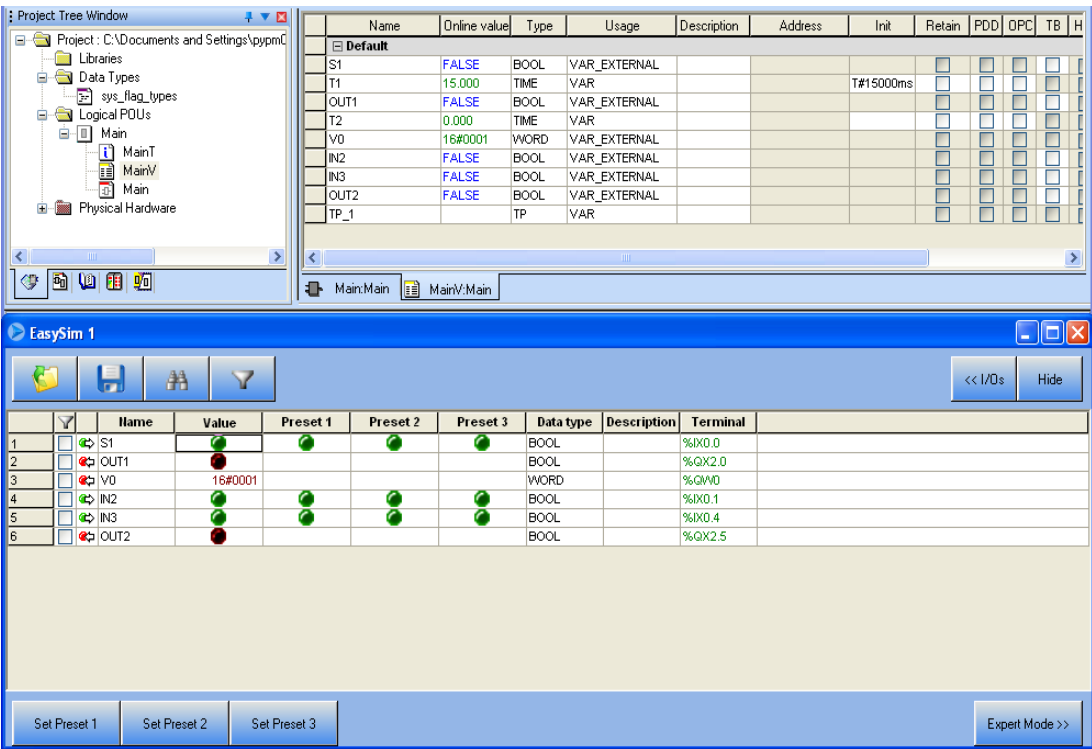 Project Tree Window
Project : C:\Documents and Settings\pypm
Libraries
Data Types
sys_flag_types
Logical POUs
Main
MainT
MainV
Main
Physical Hardware
Name Online value Type Usage Description Address Init Retain PDD OPC TB H
Default
S1 FALSE BOOL VAR_EXTERNAL
T1 15.000 TIME VAR T#15000ms
OUT1 FALSE BOOL VAR_EXTERNAL
T2 0.000 TIME VAR
V0 16#0001 WORD VAR_EXTERNAL
IN2 FALSE BOOL VAR_EXTERNAL
IN3 FALSE BOOL VAR_EXTERNAL
OUT2 FALSE BOOL VAR_EXTERNAL
TP_1 TP VAR
Main:Main MainV:Main
EasySim 1
<< I/Os Hide
Name Value Preset 1 Preset 2 Preset 3 Data type Description Terminal
1 S1 BOOL %IX0.0
2 OUT1 BOOL %QX2.0
3 V0 16#0001 WORD %QW0
4 IN2 BOOL %IX0.1
5 IN3 BOOL %IX0.4
6 OUT2 BOOL %QX2.5
Set Preset 1 Set Preset 2 Set Preset 3 Expert Mode >>